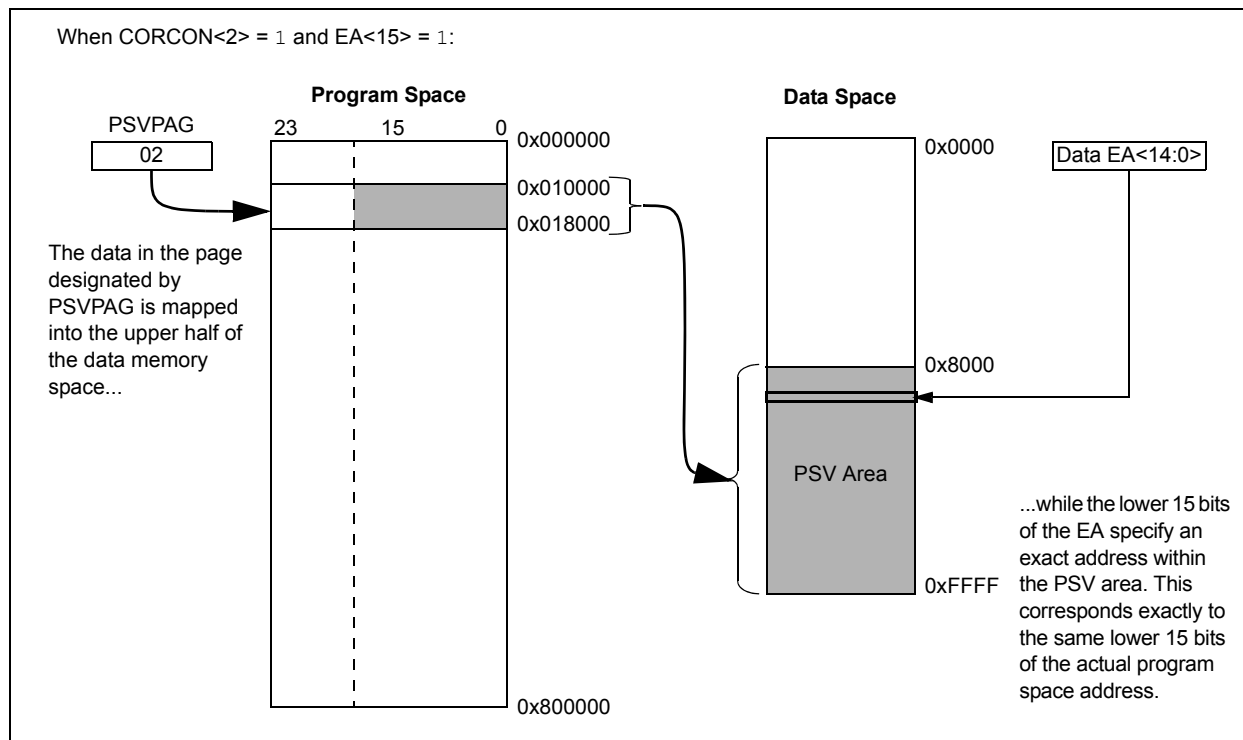 When CORCON<2> = 1 and EA<15> = 1:
Program Space
Data Space
PSVPAG
02
23 15 0
0x000000
0x010000
0x018000
0x800000
The data in the page
designated by
PSVPAG is mapped
into the upper half of
the data memory
space...
0x0000
0x8000
0xFFFF
PSV Area
Data EA<14:0>
...while the lower 15 bits
of the EA specify an
exact address within
the PSV area. This
corresponds exactly to
the same lower 15 bits
of the actual program
space address.